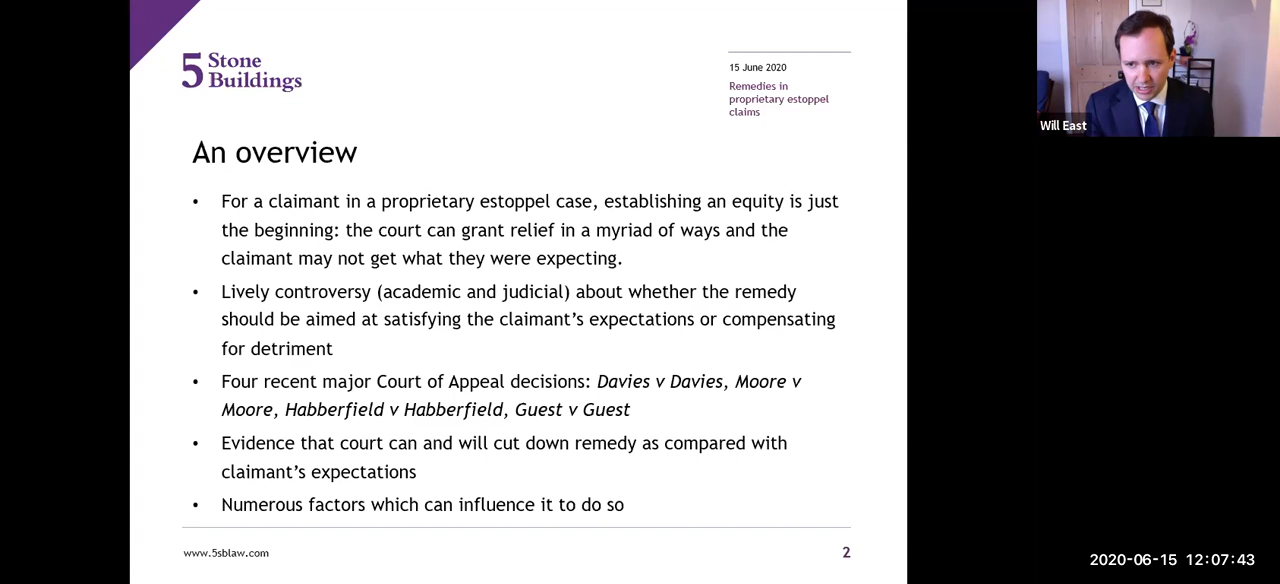 5 Stone
Buildings
15 June 2020
Remedies in
proprietary estoppel
claims
An overview
• For a claimant in a proprietary estoppel case, establishing an equity is just
the beginning: the court can grant relief in a myriad of ways and the
claimant may not get what they were expecting.
• Lively controversy (academic and judicial) about whether the remedy
should be aimed at satisfying the claimant’s expectations or compensating
for detriment
• Four recent major Court of Appeal decisions: Davies v Davies, Moore v
Moore, Habberfield v Habberfield, Guest v Guest
• Evidence that court can and will cut down remedy as compared with
claimant’s expectations
• Numerous factors which can influence it to do so
www.5sblaw.com
2
Will East
2020-06-15 12:07:43